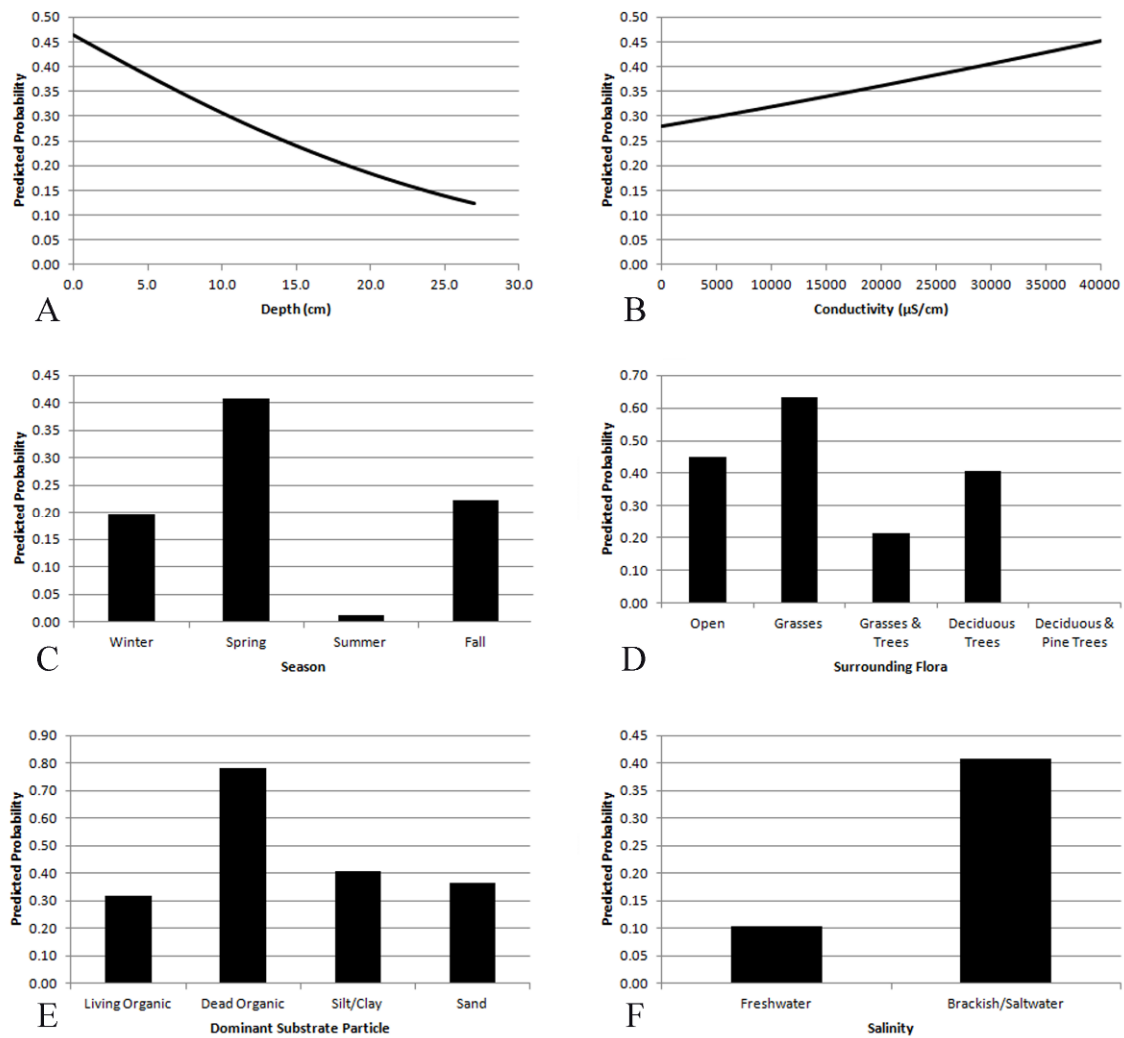 0.50
0.45
0.40
0.35
0.30
0.25
0.20
0.15
0.10
0.05
0.00
Predicted Probability
0.0 5.0 10.0 15.0 20.0 25.0 30.0
Depth (cm)
A
0.50
0.45
0.40
0.35
0.30
0.25
0.20
0.15
0.10
0.05
0.00
Predicted Probability
0 5000 10000 15000 20000 25000 30000 35000 40000
Conductivity (µS/cm)
B
0.45
0.40
0.35
0.30
0.25
0.20
0.15
0.10
0.05
0.00
Predicted Probability
Winter Spring Summer Fall
Season
C
0.70
0.60
0.50
0.40
0.30
0.20
0.10
0.00
Predicted Probability
Open Grasses Grasses & Deciduous Deciduous &
Trees Trees Pine Trees
Surrounding Flora
D
0.90
0.80
0.70
0.60
0.50
0.40
0.30
0.20
0.10
0.00
Predicted Probability
Living Organic Dead Organic Silt/Clay Sand
Dominant Substrate Particle
E
0.45
0.40
0.35
0.30
0.25
0.20
0.15
0.10
0.05
0.00
Predicted Probability
Freshwater Brackish/Saltwater
Salinity
F